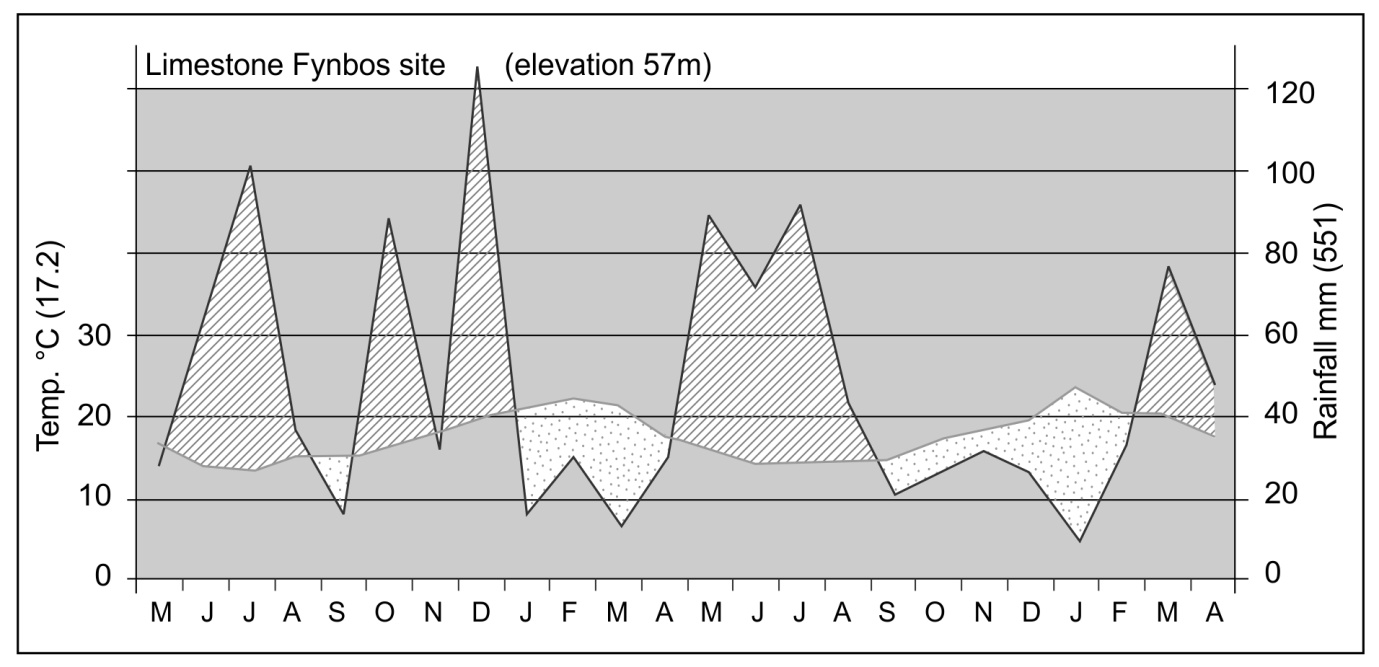 Limestone Fynbos site (elevation 57m)
Temp. °C (17.2)
30
20
10
0
120
100
80
60
40
20
0
Rainfall mm (551)
M J J A S O N D J F M A M J J A S O N D J F M A